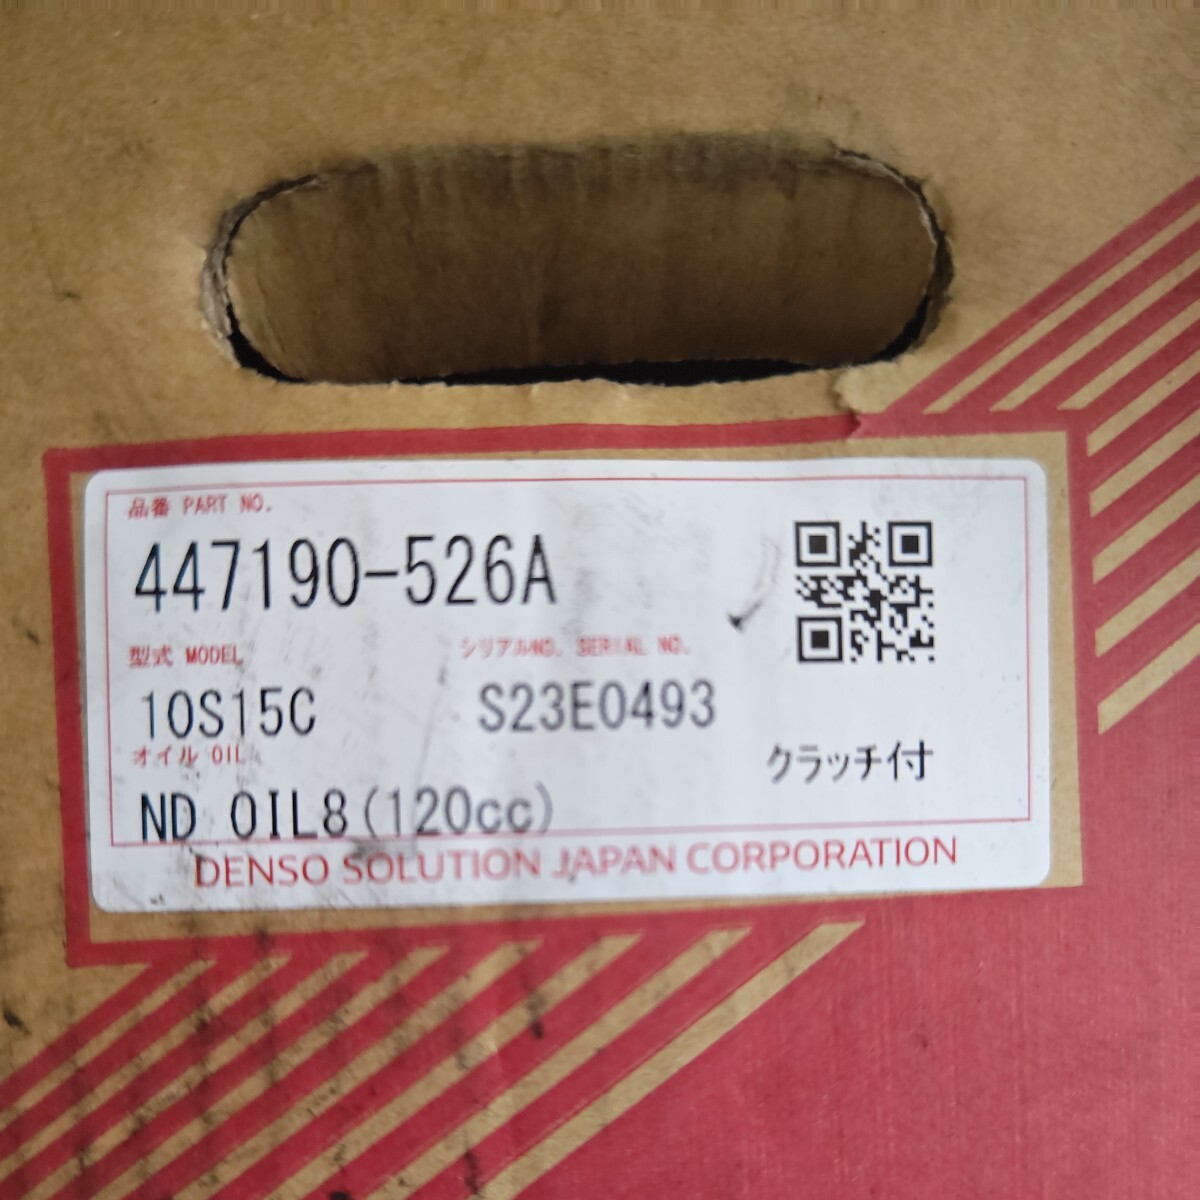 品番 PART NO.
447190-526A
型式 MODEL
シリアルNO. SERIAL NO.
10S15C
S23E0493
オイル OIL
クラッチ付
ND OIL8(120cc)
DENSO SOLUTION JAPAN CORPORATION